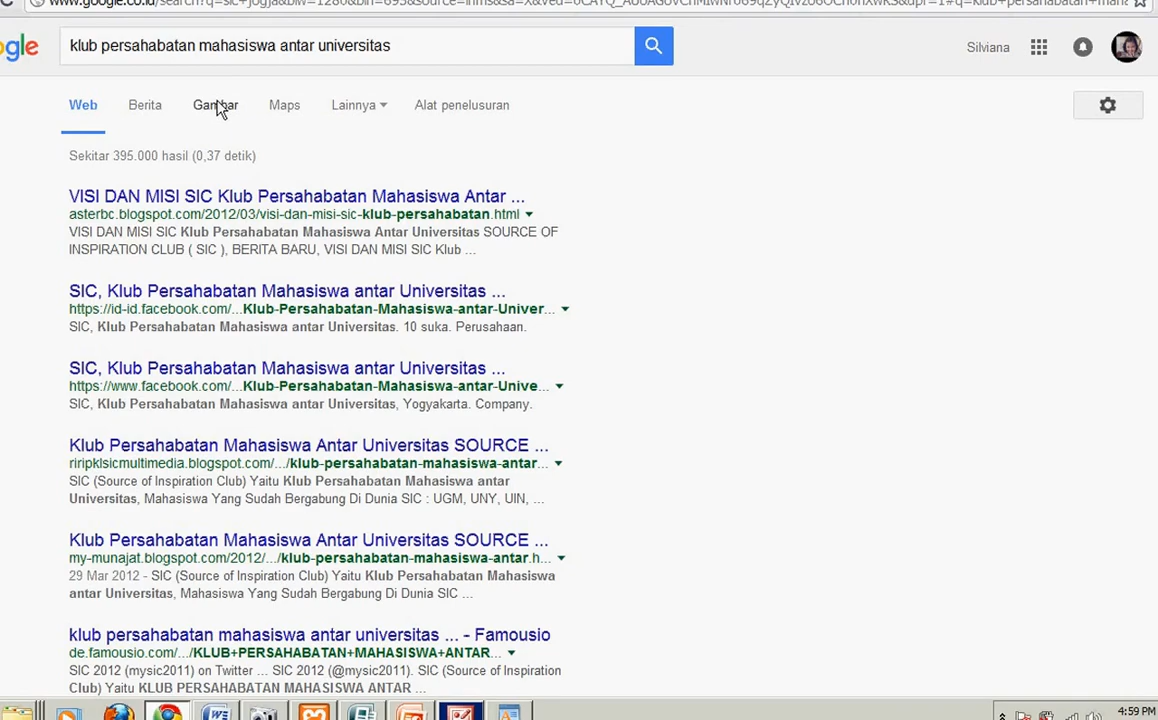 klub persahabatan mahasiswa antar universitas
Silviana
Web Berita Gambar Maps Lainnya Alat penelusuran
Sekitar 395.000 hasil (0,37 detik)
VISI DAN MISI SIC Klub Persahabatan Mahasiswa Antar ...
asterbc.blogspot.com/2012/03/visi-dan-misi-sic-klub-persahabatan.html
VISI DAN MISI SIC Klub Persahabatan Mahasiswa Antar Universitas SOURCE OF
INSPIRATION CLUB ( SIC ), BERITA BARU, VISI DAN MISI SIC Klub ...
SIC, Klub Persahabatan Mahasiswa antar Universitas ...
https://id-id.facebook.com/...Klub-Persahabatan-Mahasiswa-antar-Univer...
SIC, Klub Persahabatan Mahasiswa antar Universitas. 10 suka. Perusahaan.
SIC, Klub Persahabatan Mahasiswa antar Universitas ...
https://www.facebook.com/...Klub-Persahabatan-Mahasiswa-antar-Unive...
SIC, Klub Persahabatan Mahasiswa antar Universitas, Yogyakarta. Company.
Klub Persahabatan Mahasiswa Antar Universitas SOURCE ...
riripklsicmultimedia.blogspot.com/.../klub-persahabatan-mahasiswa-antar...
SIC (Source of Inspiration Club) Yaitu Klub Persahabatan Mahasiswa antar
Universitas, Mahasiswa Yang Sudah Bergabung Di Dunia SIC : UGM, UNY, UIN, ...
Klub Persahabatan Mahasiswa Antar Universitas SOURCE ...
my-munajat.blogspot.com/2012/.../klub-persahabatan-mahasiswa-antar.h...
29 Mar 2012 - SIC (Source of Inspiration Club) Yaitu Klub Persahabatan Mahasiswa
antar Universitas, Mahasiswa Yang Sudah Bergabung Di Dunia SIC ...
klub persahabatan mahasiswa antar universitas ... - Famousio
de.famousio.com/.../KLUB+PERSAHABATAN+MAHASISWA+ANTAR...
SIC 2012 (mysic2011) on Twitter ... SIC 2012 (@mysic2011). SIC (Source of Inspiration
Club) Yaitu KLUB PERSAHABATAN MAHASISWA ANTAR ...
4:59 PM